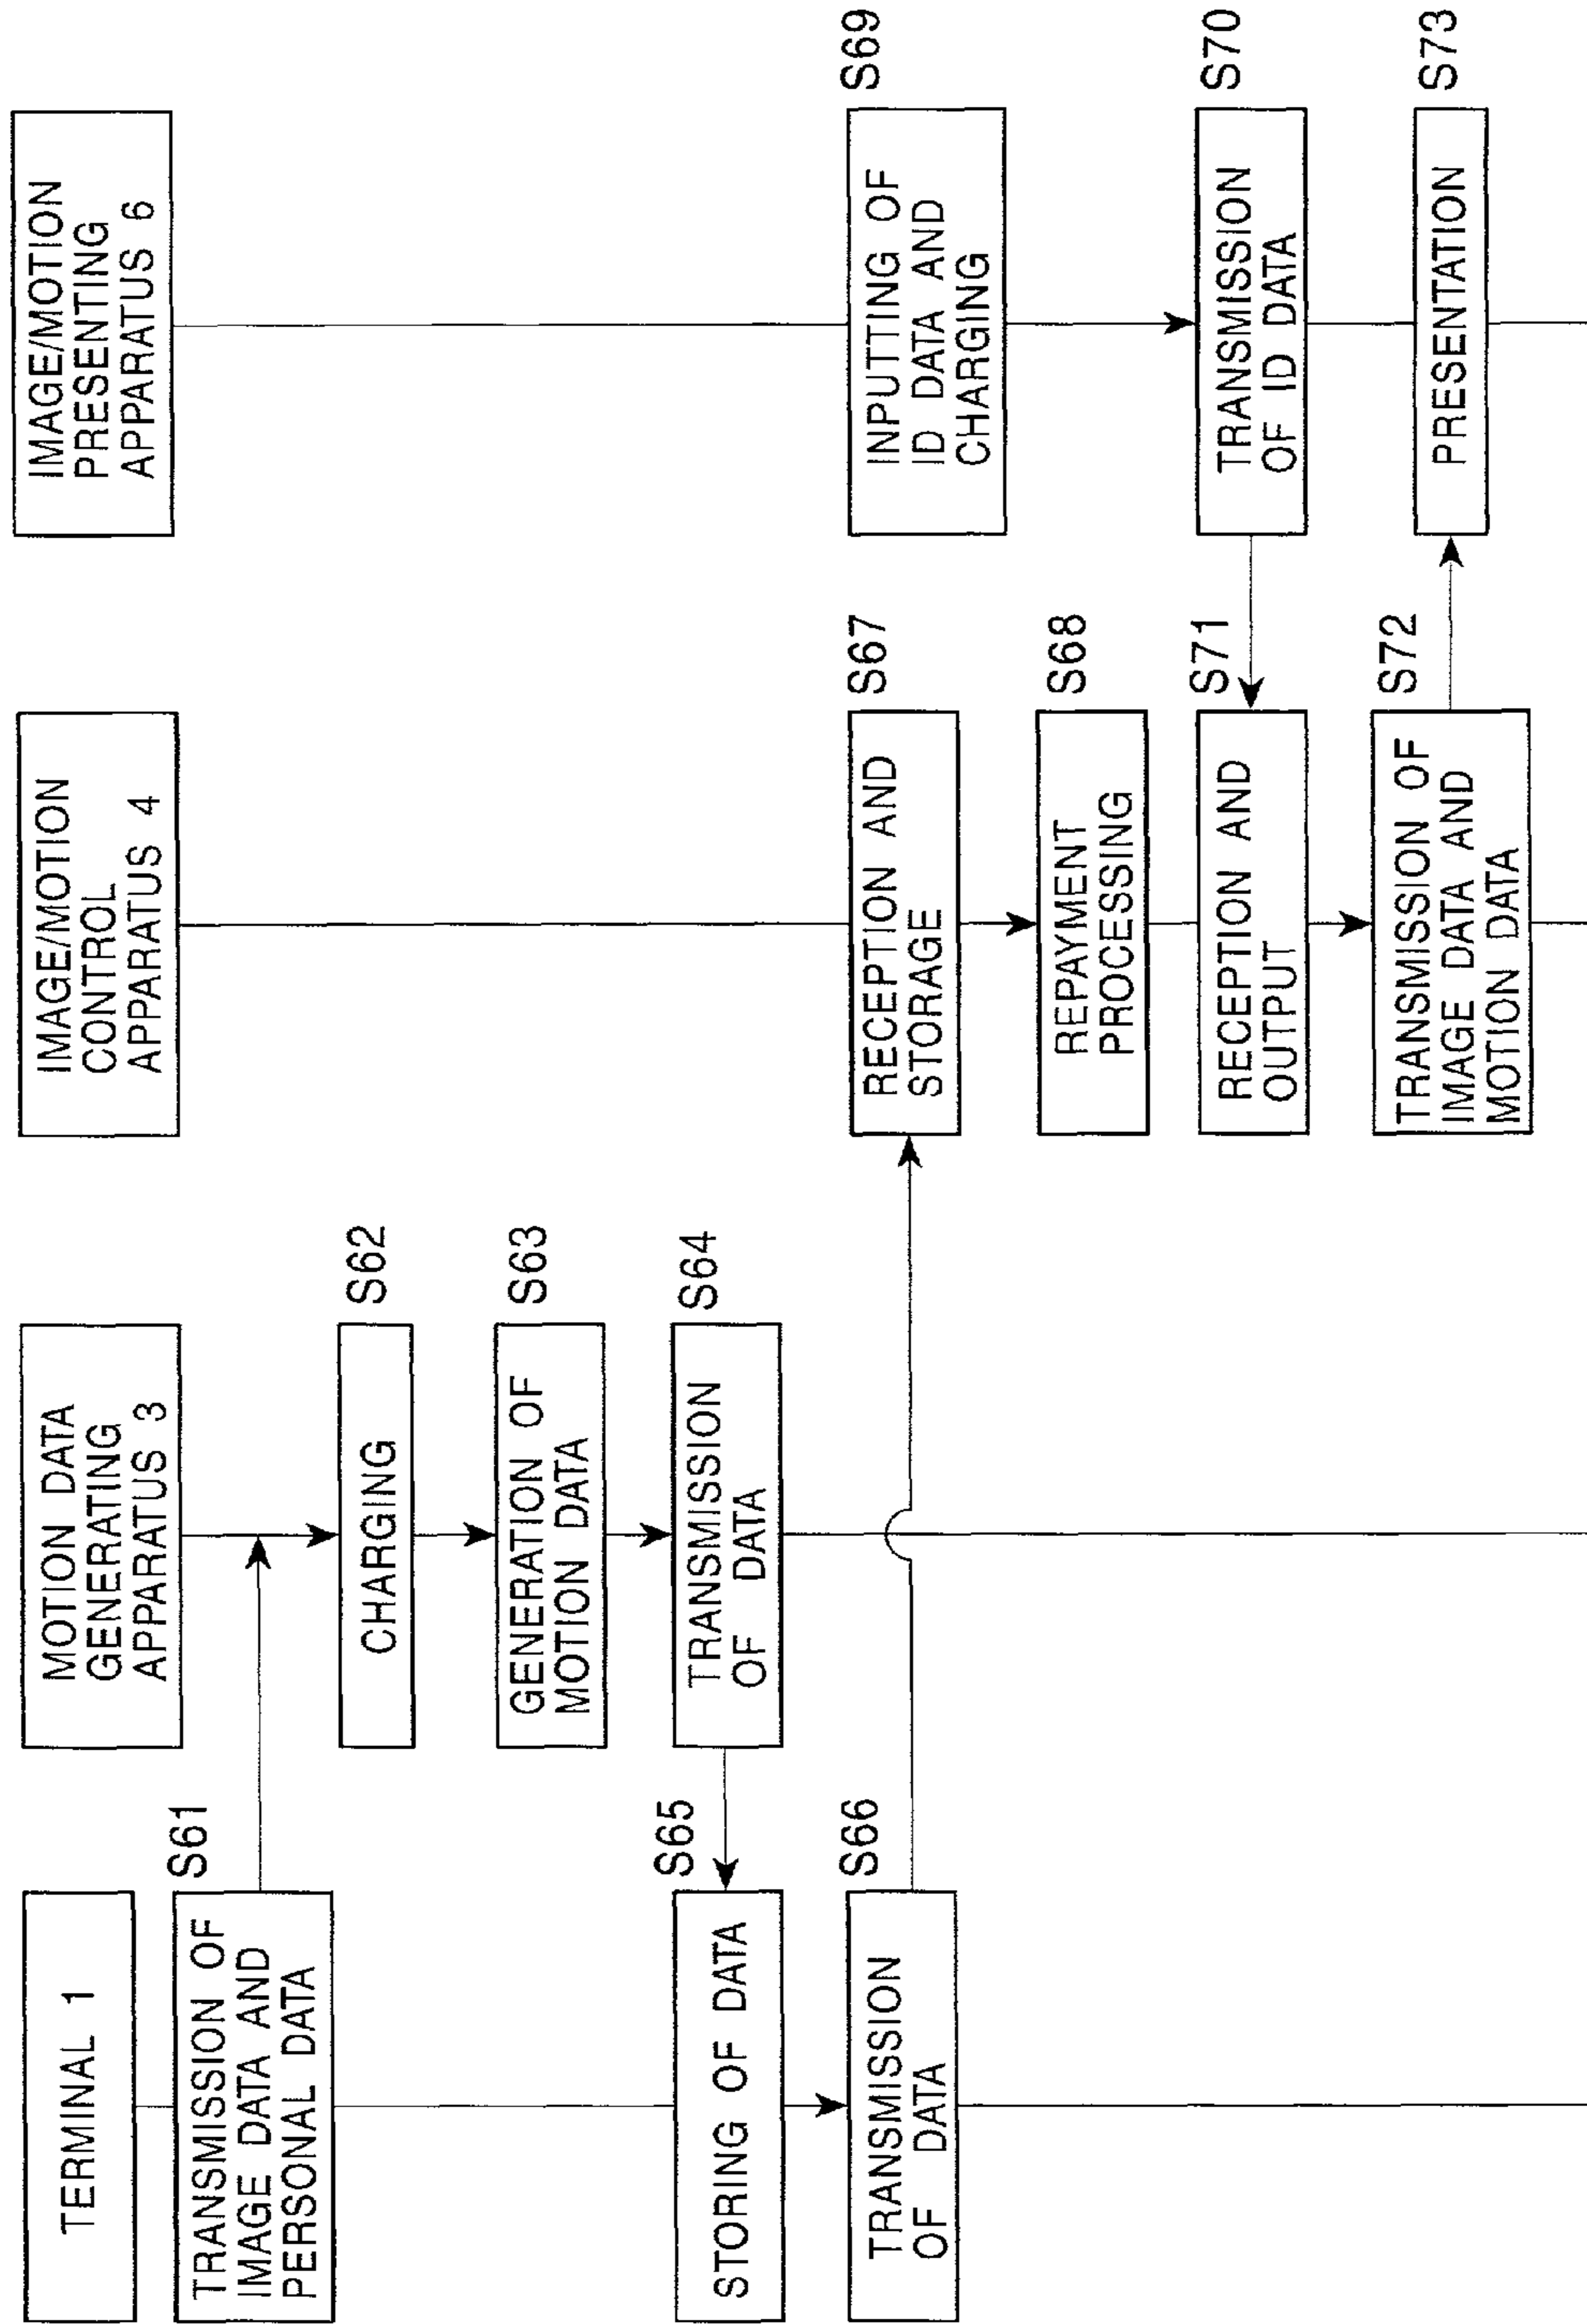 TERMINAL 1
S61
TRANSMISSION OF
IMAGE DATA AND
PERSONAL DATA
S65
STORING OF DATA
S66
TRANSMISSION
OF DATA
MOTION DATA
GENERATING
APPARATUS 3
S62
CHARGING
S63
GENERATION OF
MOTION DATA
S64
TRANSMISSION
OF DATA
IMAGE/MOTION
CONTROL
APPARATUS 4
S67
RECEPTION AND
STORAGE
S68
REPAYMENT
PROCESSING
S71
RECEPTION AND
OUTPUT
S72
TRANSMISSION OF
IMAGE DATA AND
MOTION DATA
IMAGE/MOTION
PRESENTING
APPARATUS 6
S69
INPUTTING OF
ID DATA AND
CHARGING
S70
TRANSMISSION
OF ID DATA
S73
PRESENTATION